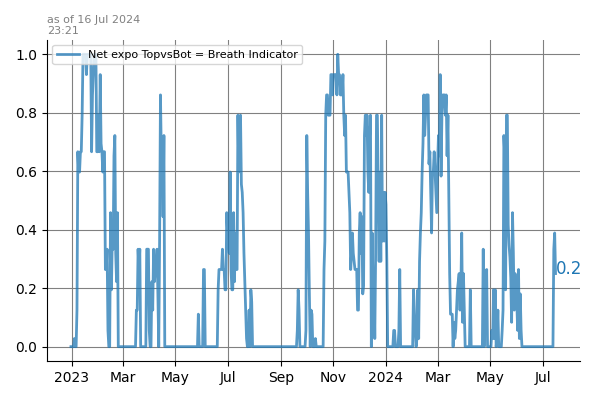 as of 16 Jul 2024
23:21
Net expo TopvsBot = Breath Indicator
1.0
0.8
0.6
0.4
0.2
0.0
0.2
2023 Mar May Jul Sep Nov 2024 Mar May Jul